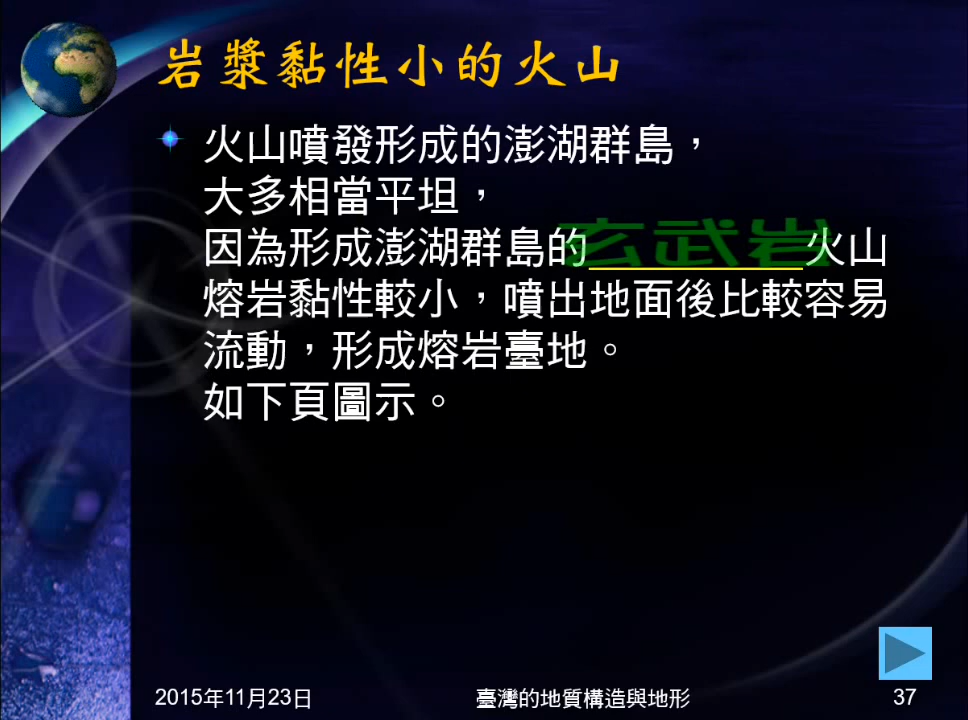 岩漿黏性小的火山
火山噴發形成的澎湖群島，
大多相當平坦，
因為形成澎湖群島的玄武岩火山
熔岩黏性較小，噴出地面後比較容易
流動，形成熔岩臺地。
如下頁圖示。
2015年11月23日 臺灣的地質構造與地形 37